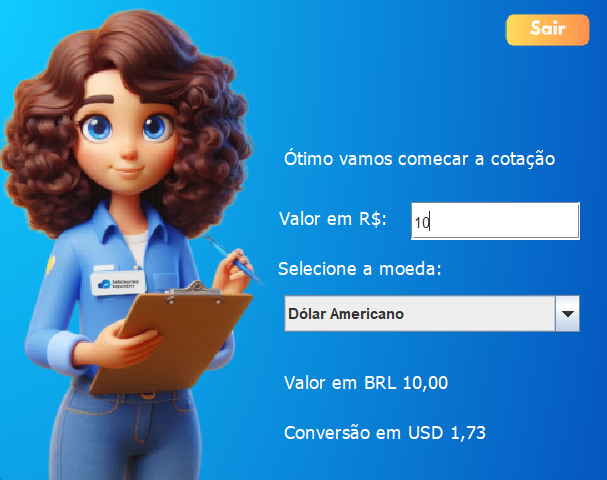 Sair
Ótimo vamos comecar a cotação
Valor em R$: 10
Selecione a moeda:
Dólar Americano
Valor em BRL 10,00
Conversão em USD 1,73